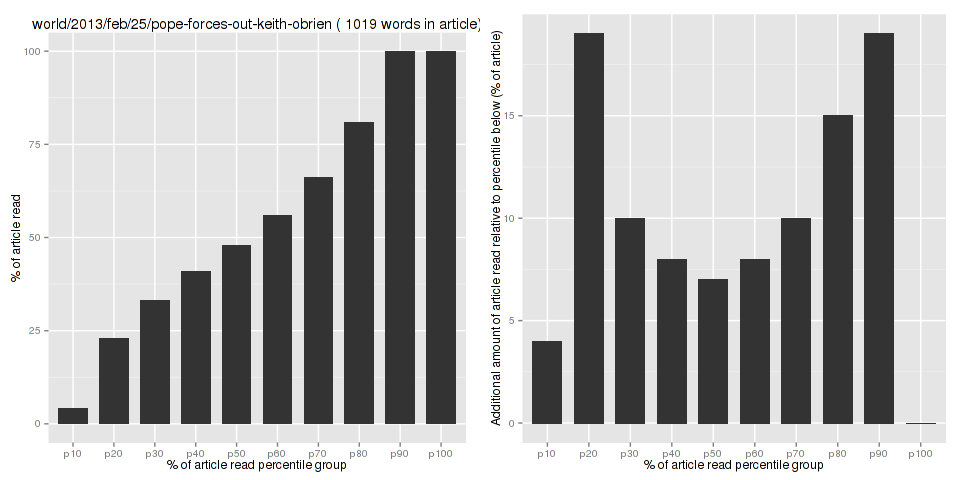 world/2013/feb/25/pope-forces-out-keith-obrien ( 1019 words in article)
% of article read
100
75
50
25
0
p10 p20 p30 p40 p50 p60 p70 p80 p90 p100
% of article read percentile group
Additional amount of article read relative to percentile below (% of article)
15
10
5
0
p10 p20 p30 p40 p50 p60 p70 p80 p90 p100
% of article read percentile group